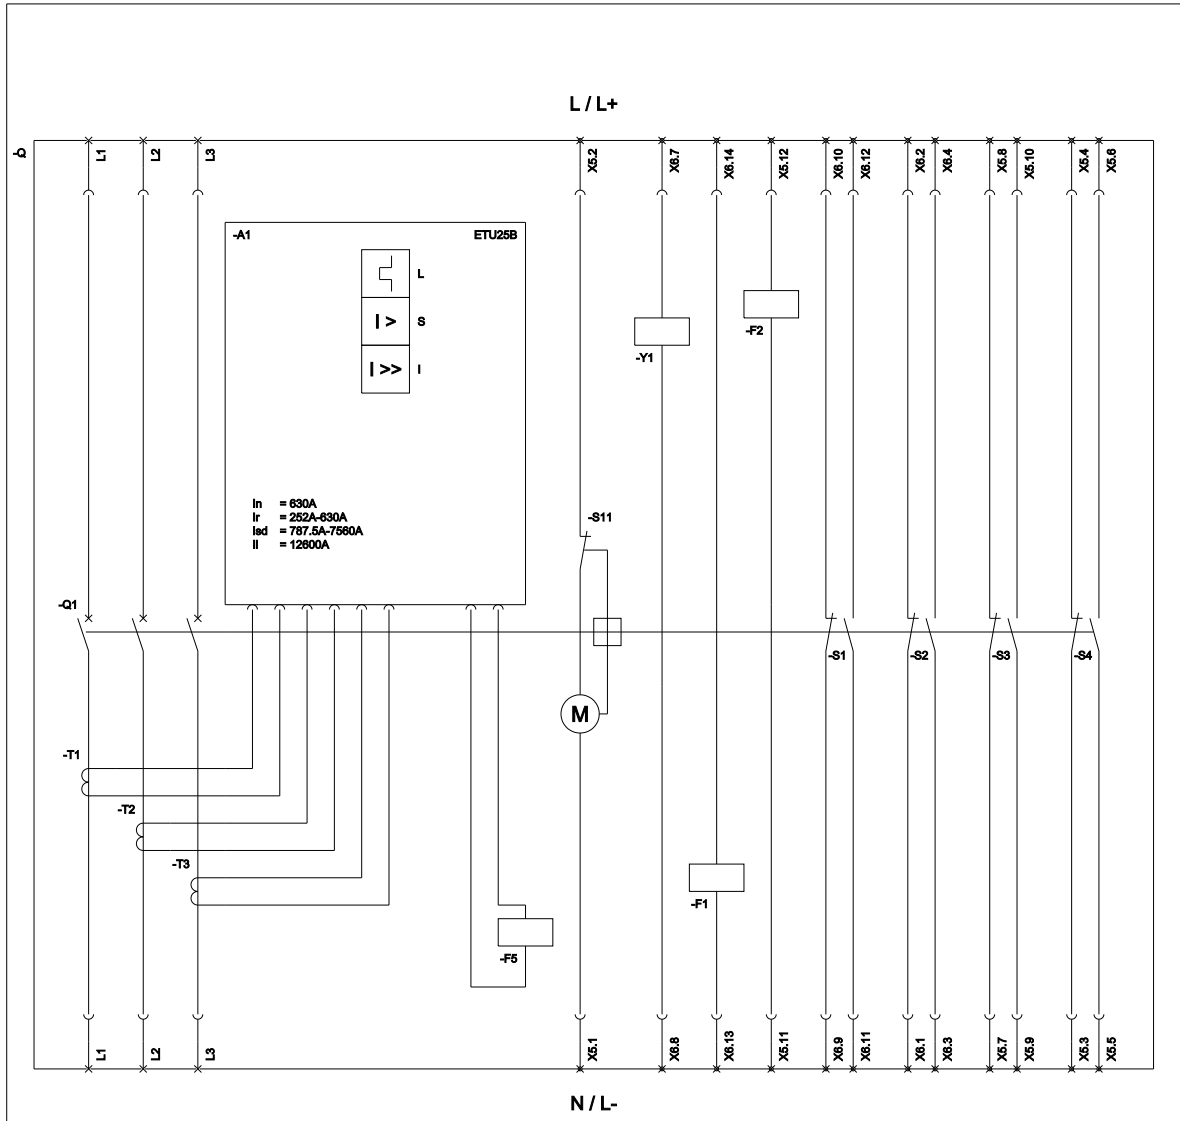 L / L+
-Q
L1
L2
L3
X5.2
X6.7
X6.14
X5.12
X6.10
X6.12
X6.2
X6.4
X5.8
X5.10
X5.4
X5.6
-A1
ETU25B
L
I >
S
I >>
I
-F2
-Y1
In = 630A
Ir = 252A-630A
Isd = 787.5A-7560A
Ii = 12600A
-S11
-Q1
-S1
-S2
-S3
-S4
M
-T1
-T2
-T3
-F1
-F5
L1
L2
L3
X5.1
X6.8
X6.13
X5.11
X6.9
X6.11
X6.1
X6.3
X5.7
X5.9
X5.3
X5.5
N / L-